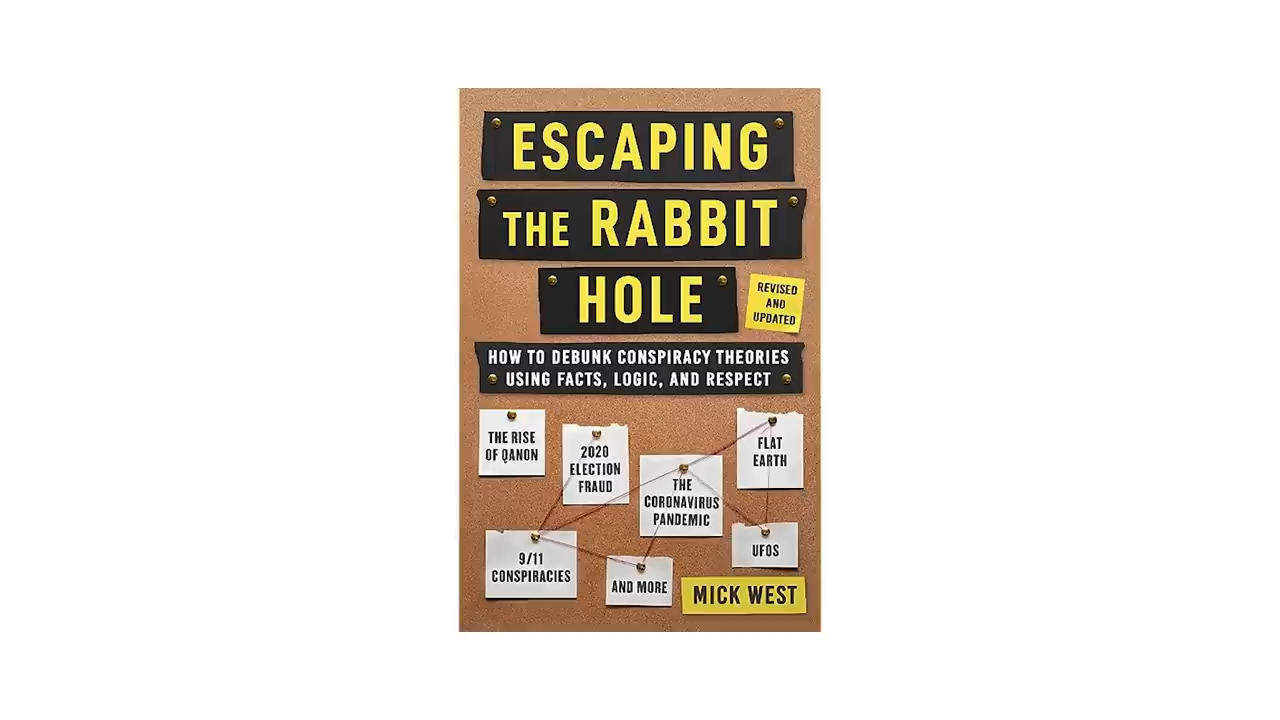 ESCAPING
THE RABBIT
HOLE
REVISED
AND
UPDATED
HOW TO DEBUNK CONSPIRACY THEORIES
USING FACTS, LOGIC, AND RESPECT
THE RISE
OF QANON
2020
ELECTION
FRAUD
THE
CORONAVIRUS
PANDEMIC
FLAT
EARTH
9/11
CONSPIRACIES
AND MORE
UFOS
MICK WEST